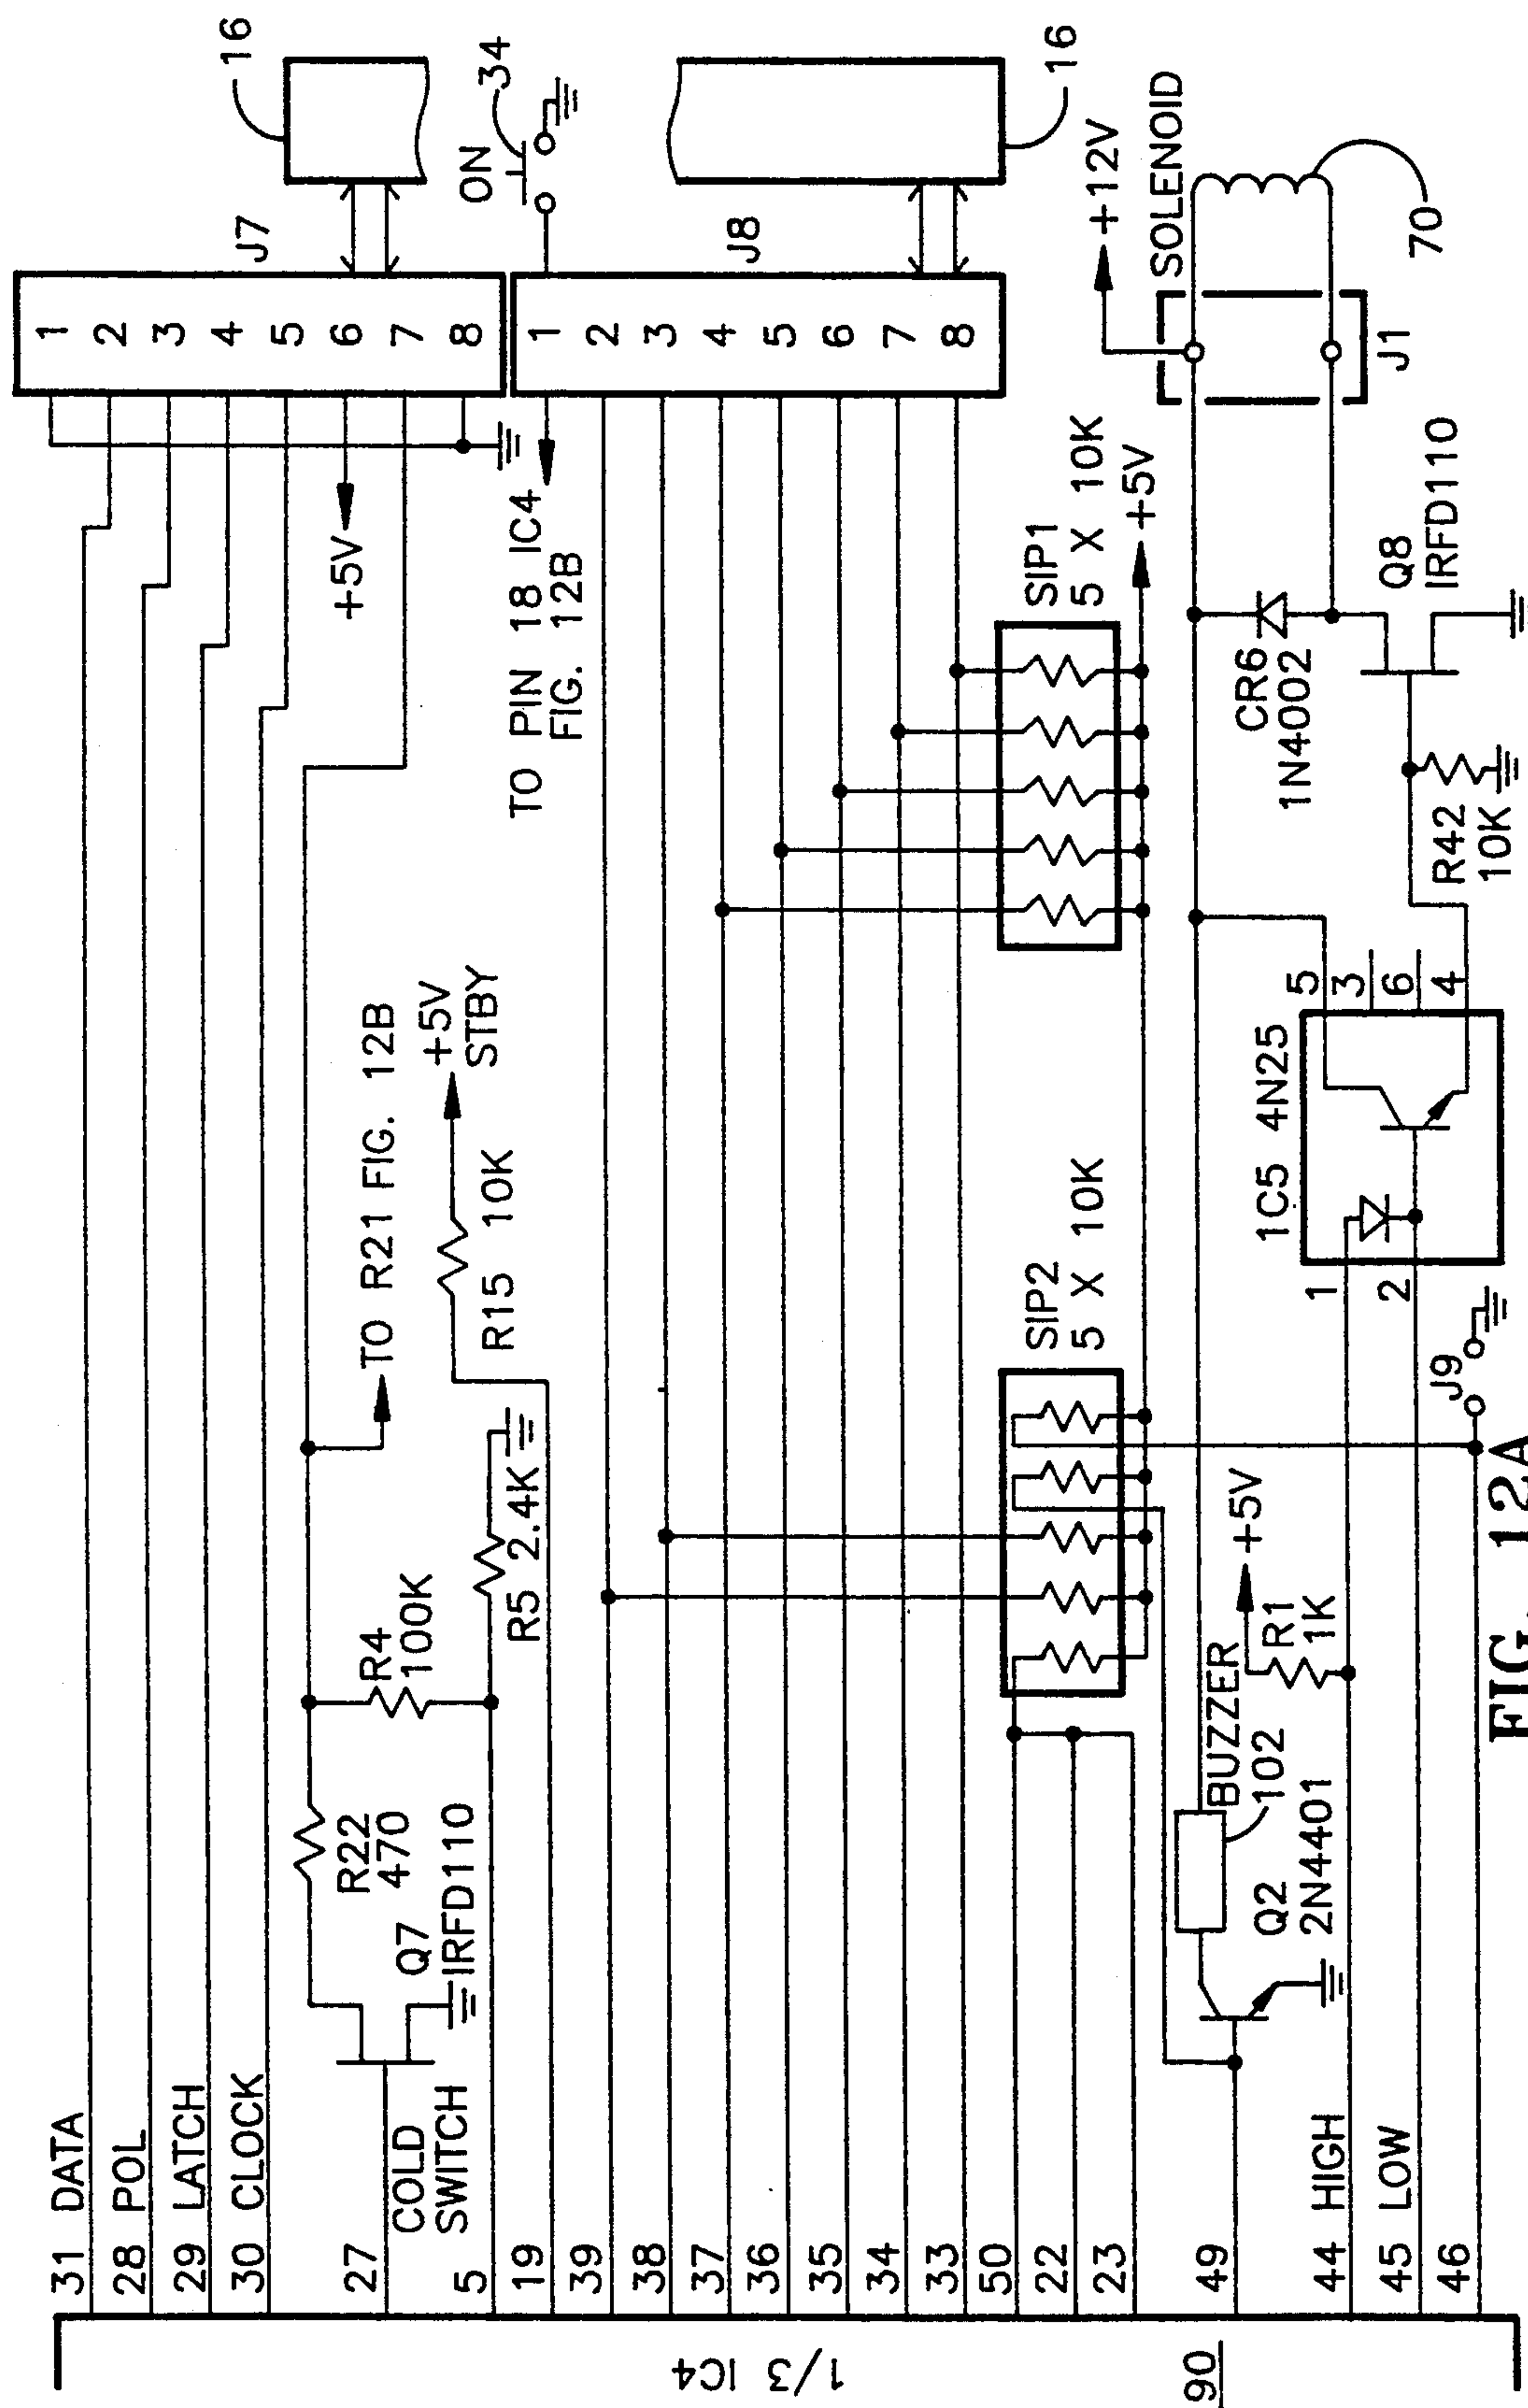 31 DATA
28 POL
29 LATCH
30 CLOCK
27
COLD
SWITCH
5
19
39
38
37
36
35
34
33
50
22
23
49
44 HIGH
45 LOW
46
1/3 IC4
90
Q7
IRFD110
R22
470
R4
100K
R5 2.4K
R15 10K
TO R21 FIG. 12B
+5V
STBY
+5V
TO PIN 18 IC4
FIG. 12B
J7
1
2
3
4
5
6
7
8
16
ON
34
J8
1
2
3
4
5
6
7
8
16
SIP2
5 X 10K
SIP1
5 X 10K
+5V
BUZZER
102
Q2
2N4401
+5V
R1
1K
J9
1C5 4N25
1
2
5
3
6
4
R42
10K
CR6
1N4002
Q8
IRFD110
+12V
SOLENOID
J1
70
FIG. 12A